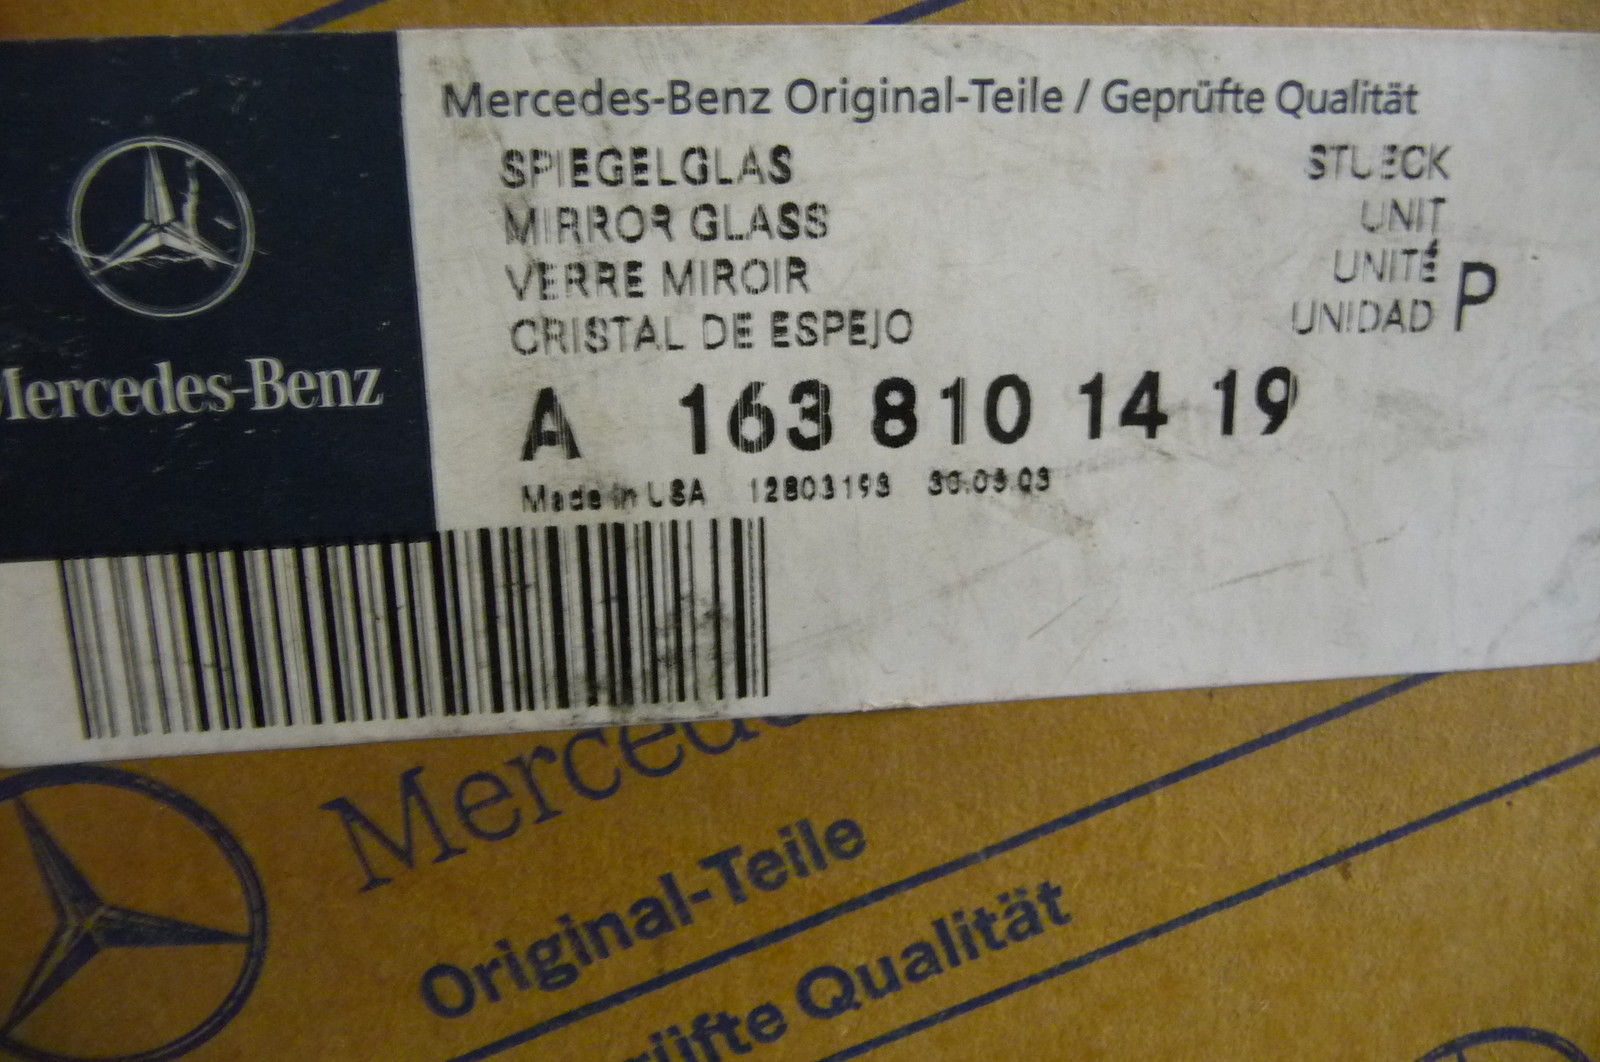 Mercedes-Benz Original-Teile / Geprüfte Qualität
SPIEGELGLAS STUECK
MIRROR GLASS UNIT
VERRE MIROIR UNITÉ
CRISTAL DE ESPEJO UNIDAD P
Mercedes-Benz
A 163 810 14 19
Made in USA 12803193
Original-Teile
Qualität